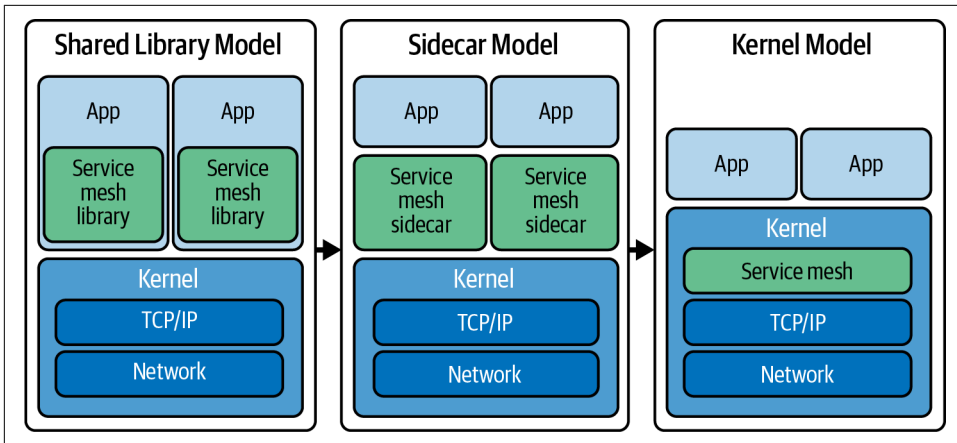 Shared Library Model
App
App
Service
mesh
library
Service
mesh
library
Kernel
TCP/IP
Network
Sidecar Model
App
App
Service
mesh
sidecar
Service
mesh
sidecar
Kernel
TCP/IP
Network
Kernel Model
App
App
Kernel
Service mesh
TCP/IP
Network